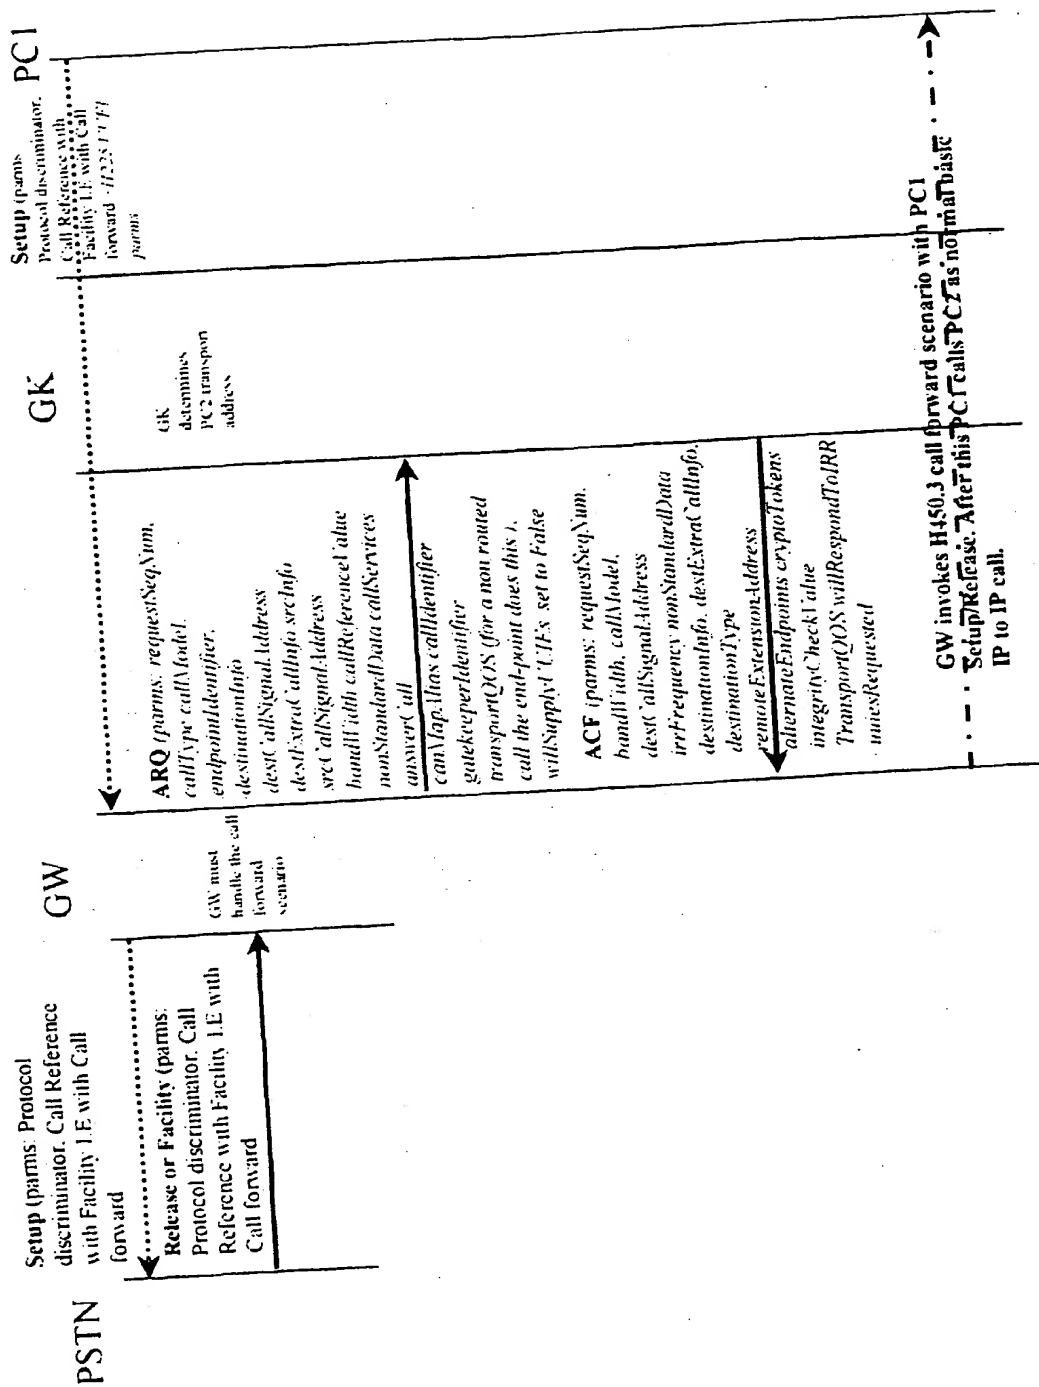 PSTN
GW
GK
PC1
Setup (parms: Protocol
discriminator. Call Reference
with Facility I.E with Call
forward
Release or Facility (parms:
Protocol discriminator. Call
Reference with Facility I.E with
Call forward
GW must
handle the call
forward
scenario
Setup (parms
Protocol discriminator.
Call Reference with
Facility I.E with Call
forward
parms
ARQ (parms: requestSeqNum.
callType callModel.
endpointIdentifier.
destinationInfo
destCallSignalAddress
destExtraCallInfo srcInfo
srcCallSignalAddress
bandWidth callReferenceValue
nonStandardData callServices
answerCall
canMapAlias callIdentifier
gatekeeperIdentifier
transportQOS (for a non routed
call the end-point does this ).
willSupplyUUIEs set to False
GK
determines
PC2 transport
address
ACF (parms: requestSeqNum.
bandWidth. callModel.
destCallSignalAddress
irrFrequency nonStandardData
destinationInfo. destExtraCallInfo.
destinationType
remoteExtensionAddress
alternateEndpoints cryptoTokens
integrityCheckValue
TransportQOS willRespondToIRR
uuiesRequested
GW invokes H450.3 call forward scenario with PC1
Setup/Release. After this PC1 calls PC2 as normal basic
IP to IP call.